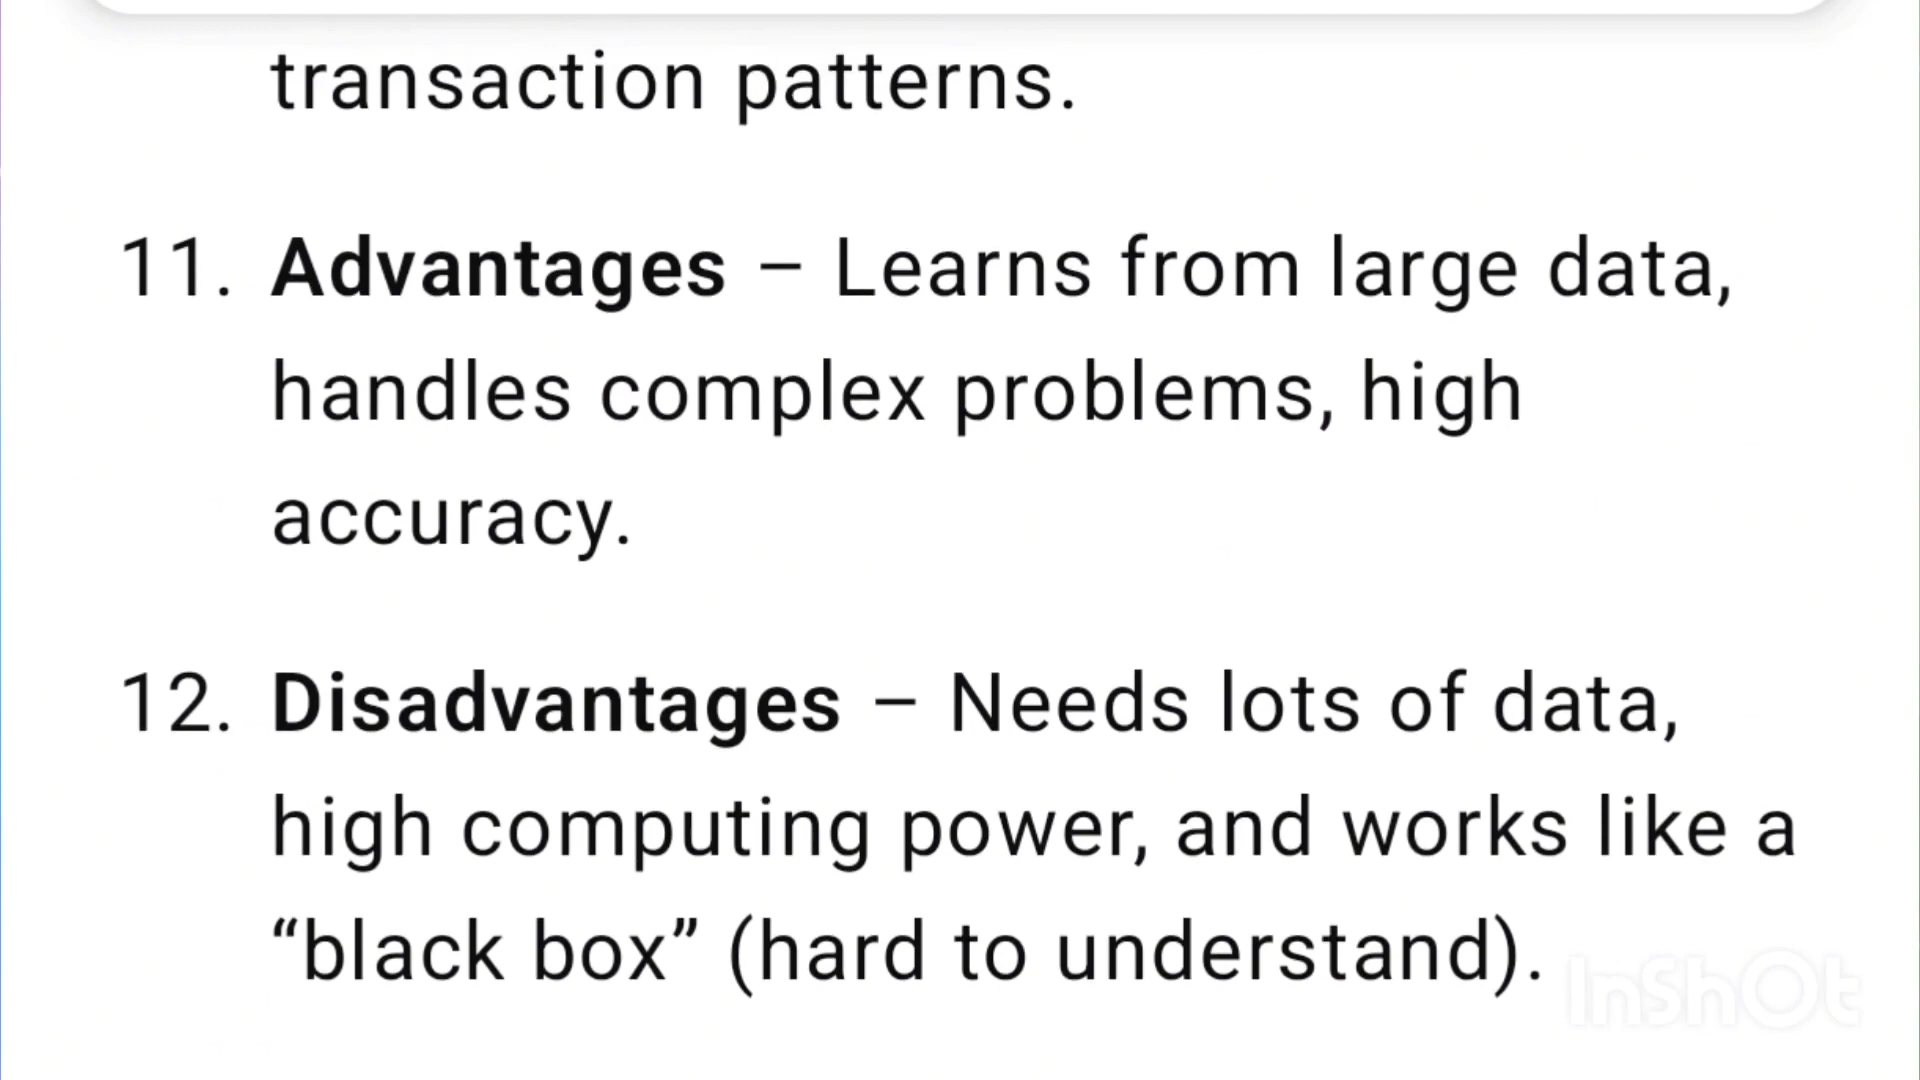 transaction patterns.
11. Advantages – Learns from large data,
handles complex problems, high
accuracy.
12. Disadvantages – Needs lots of data,
high computing power, and works like a
“black box” (hard to understand).
InShOt